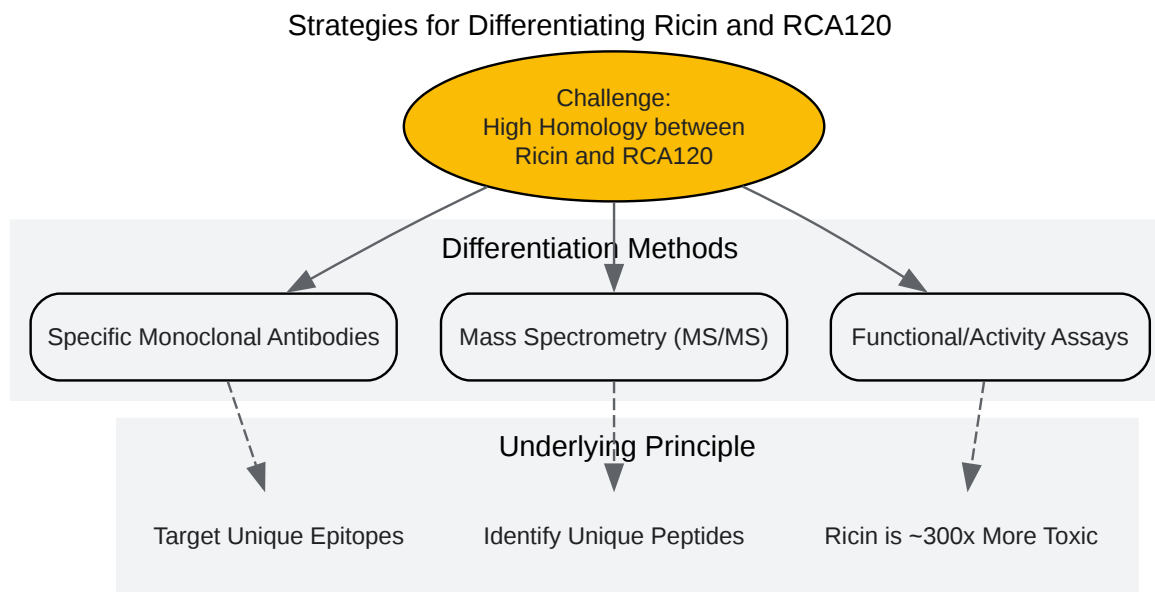 Strategies for Differentiating Ricin and RCA120
Challenge:
High Homology between
Ricin and RCA120
Differentiation Methods
Specific Monoclonal Antibodies
Mass Spectrometry (MS/MS)
Functional/Activity Assays
Underlying Principle
Target Unique Epitopes
Identify Unique Peptides
Ricin is ~300x More Toxic